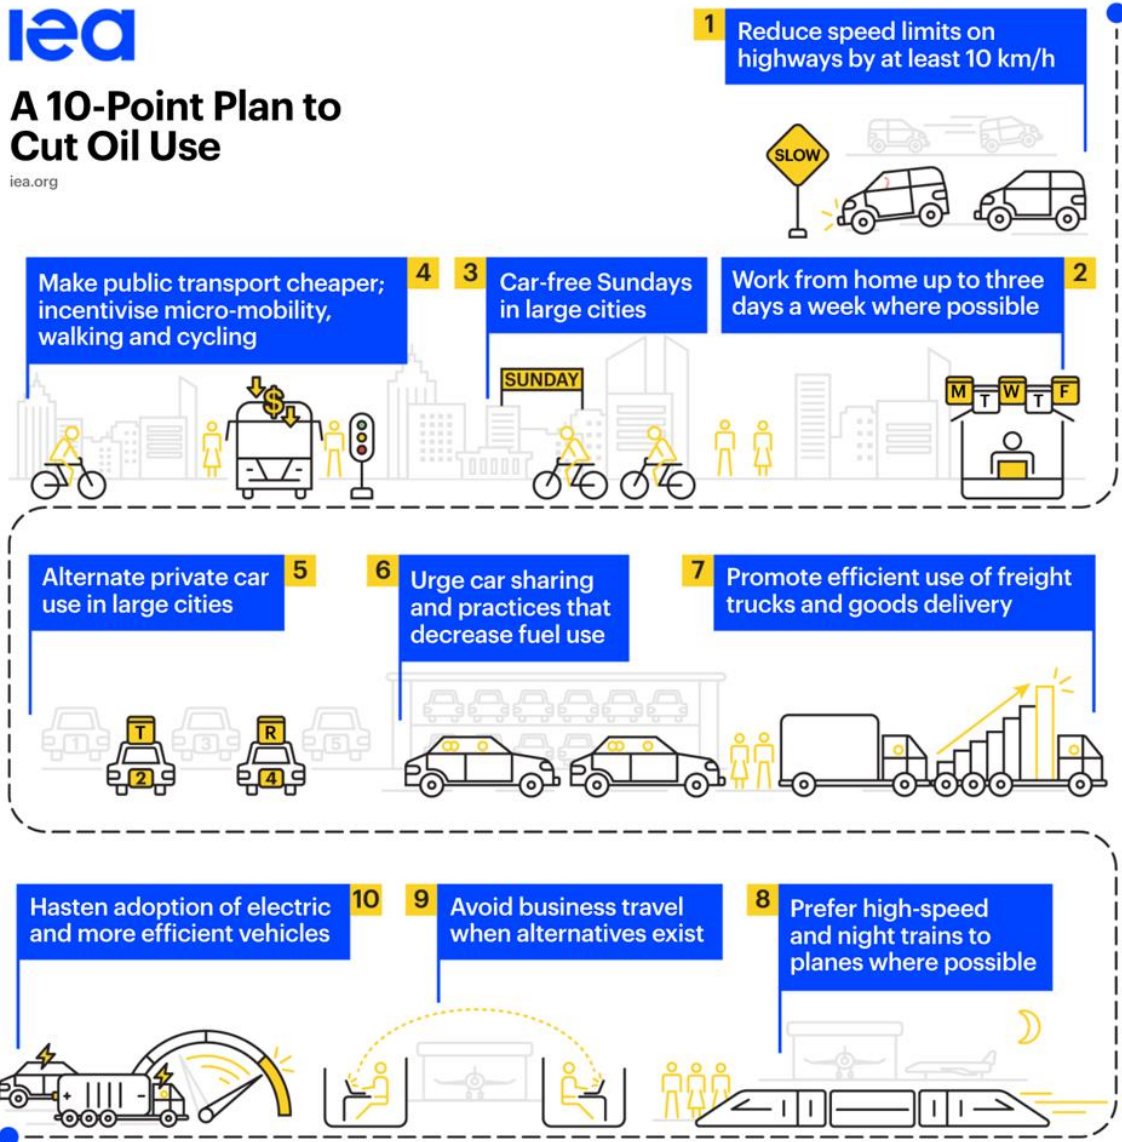 iea
A 10-Point Plan to
Cut Oil Use
iea.org
1
Reduce speed limits on
highways by at least 10 km/h
SLOW
2
Work from home up to three
days a week where possible
M T W T F
3
Car-free Sundays
in large cities
SUNDAY
4
Make public transport cheaper;
incentivise micro-mobility,
walking and cycling
$
5
Alternate private car
use in large cities
T
R
1
2
3
4
5
6
Urge car sharing
and practices that
decrease fuel use
7
Promote efficient use of freight
trucks and goods delivery
8
Prefer high-speed
and night trains to
planes where possible
9
Avoid business travel
when alternatives exist
10
Hasten adoption of electric
and more efficient vehicles
+ -